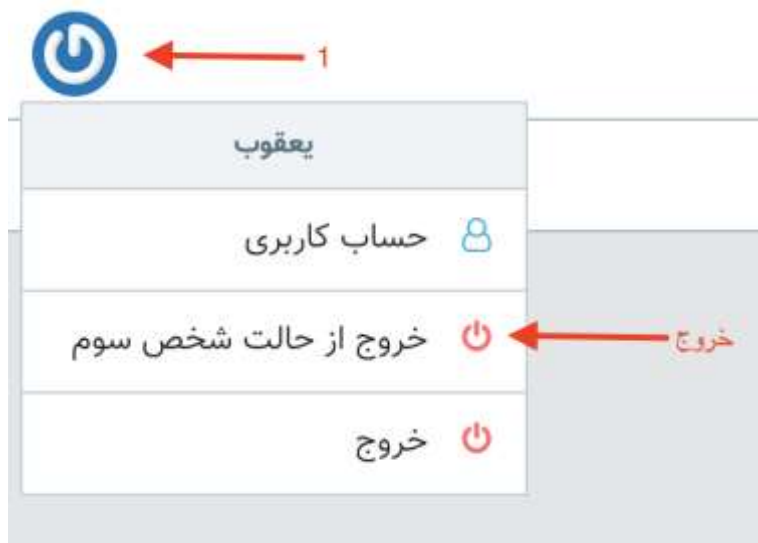 1
یعقوب
حساب کاربری
خروج از حالت شخص سوم
خروج
خروج